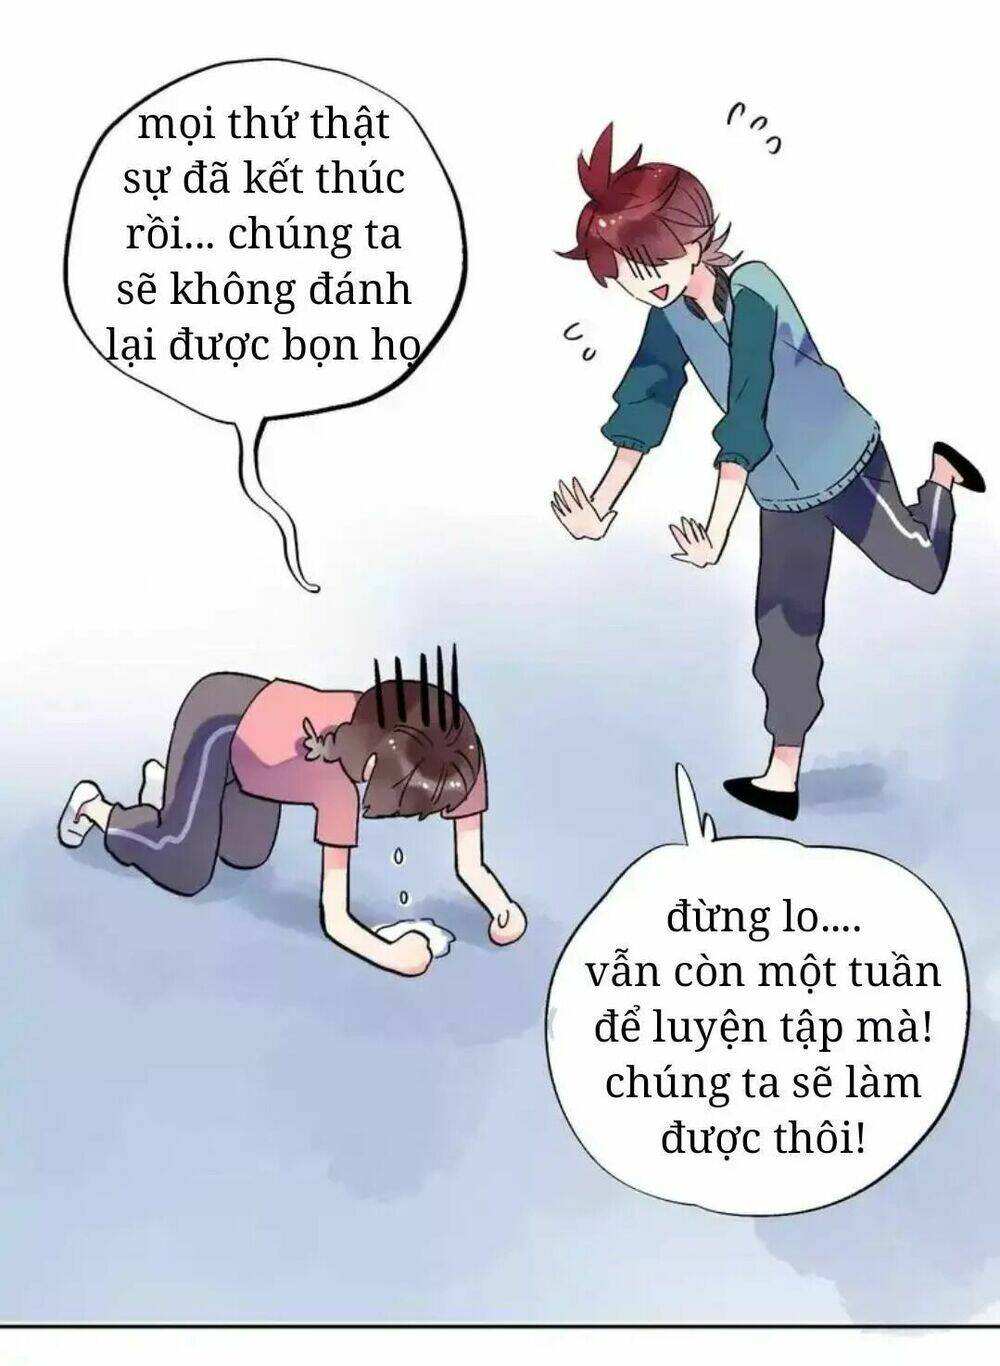 mọi thứ thật
sự đã kết thúc
rồi... chúng ta
sẽ không đánh
lại được bọn họ
đừng lo....
vẫn còn một tuần
để luyện tập mà!
chúng ta sẽ làm
được thôi!